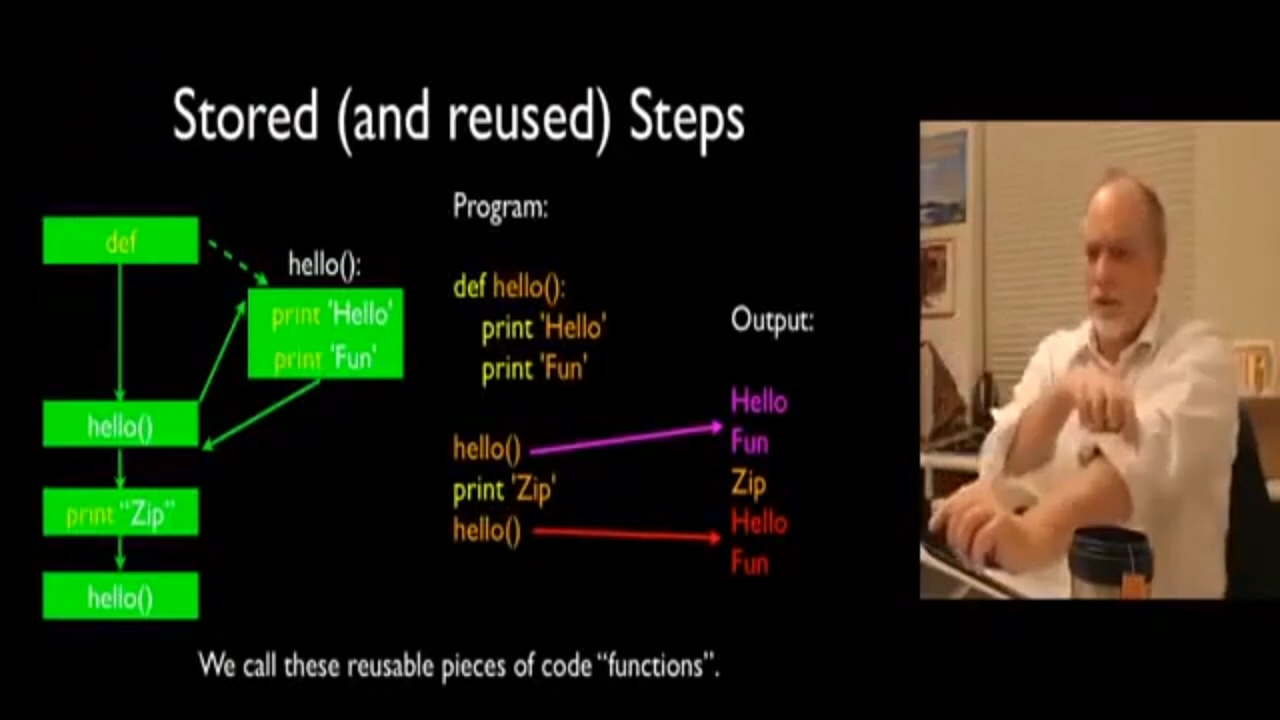 Stored (and reused) Steps
def
hello():
print 'Hello'
print 'Fun'
hello()
print “Zip”
hello()
Program:
def hello():
print 'Hello'
print 'Fun'
hello()
print 'Zip'
hello()
Output:
Hello
Fun
Zip
Hello
Fun
We call these reusable pieces of code “functions”.